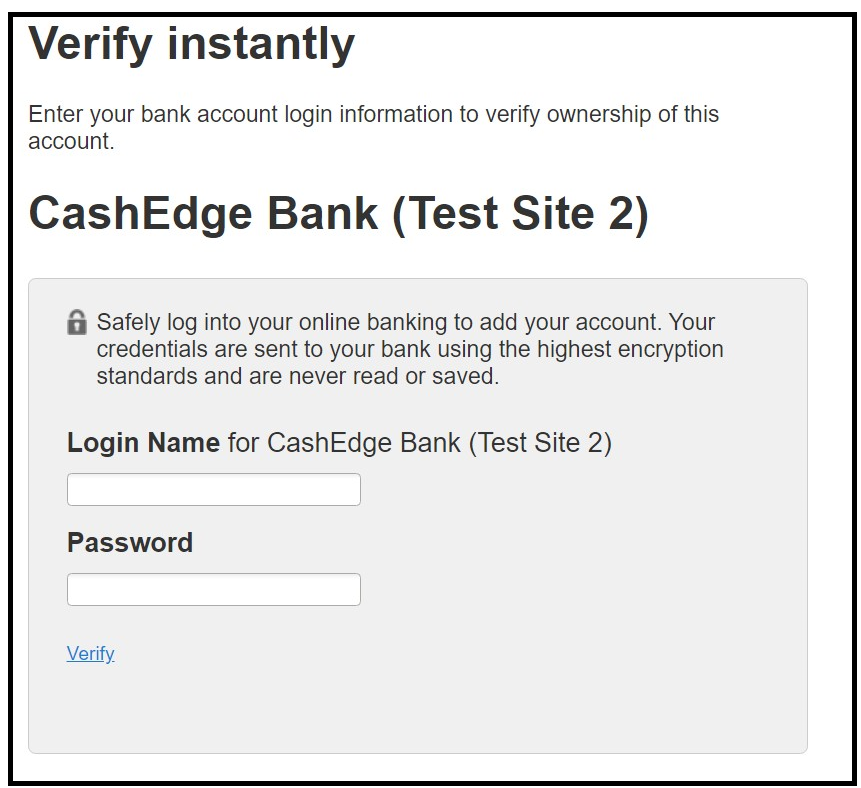 Verify instantly
Enter your bank account login information to verify ownership of this
account.
CashEdge Bank (Test Site 2)
Safely log into your online banking to add your account. Your
credentials are sent to your bank using the highest encryption
standards and are never read or saved.
Login Name for CashEdge Bank (Test Site 2)
Password
Verify